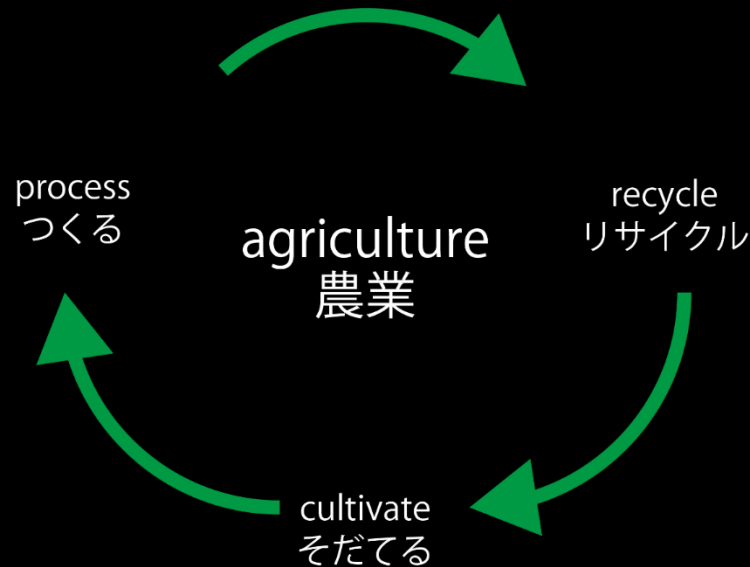 process
つくる
recycle
リサイクル
agriculture
農業
cultivate
そだてる